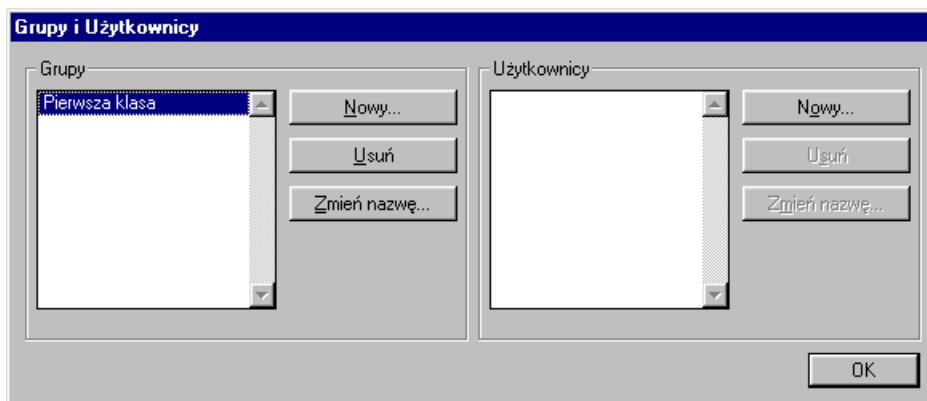 Grupy i Użytkownicy
Grupy
Pierwsza klasa
Nowy...
Usuń
Zmień nazwę...
Użytkownicy
Nowy...
Usuń
Zmień nazwę...
OK